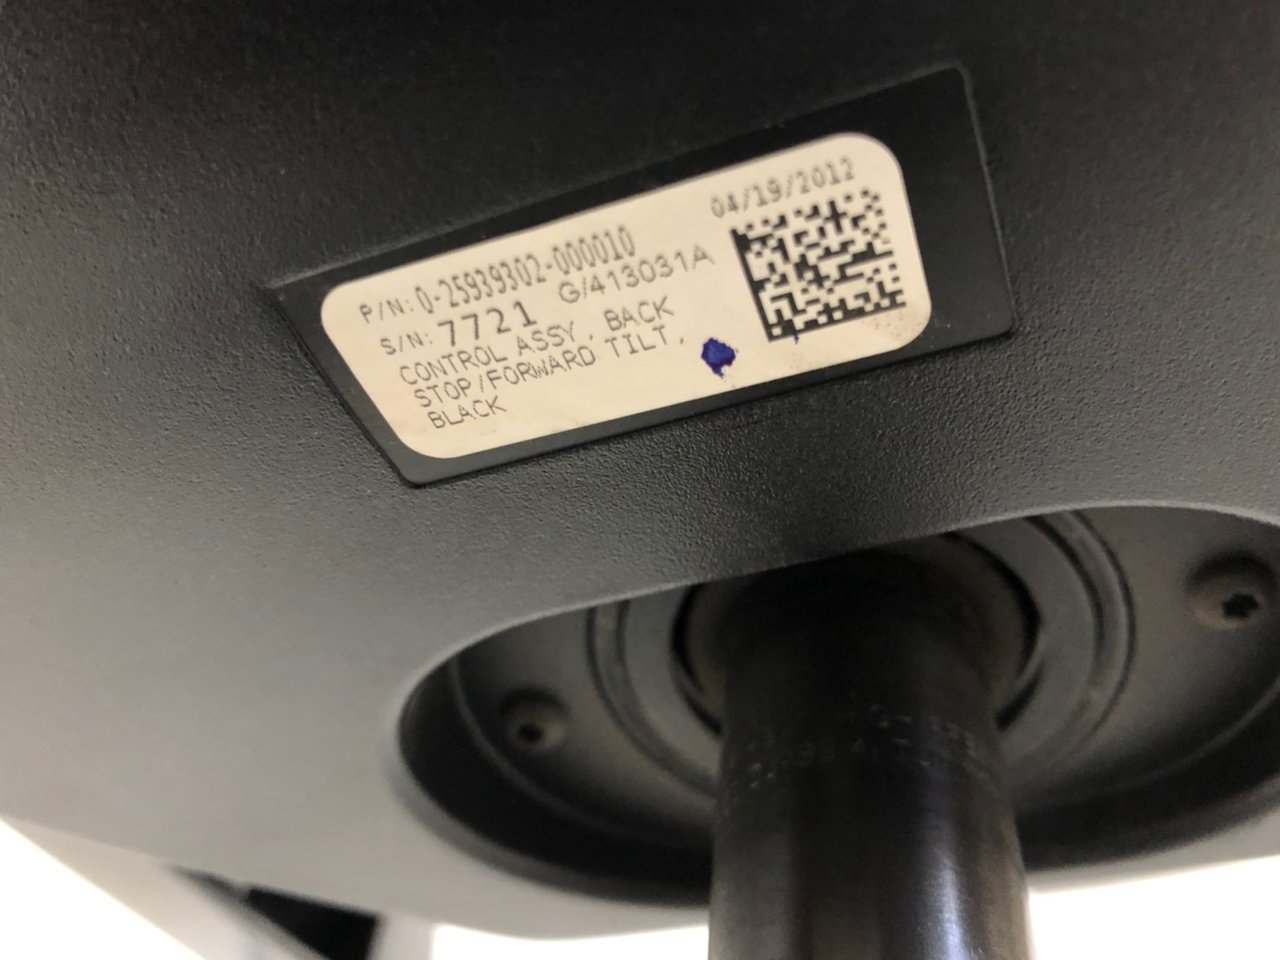 04/19/2012
P/N: 0-25939302-000010
S/N: 7721 G/413031A
CONTROL ASSY, BACK
STOP/FORWARD TILT,
BLACK